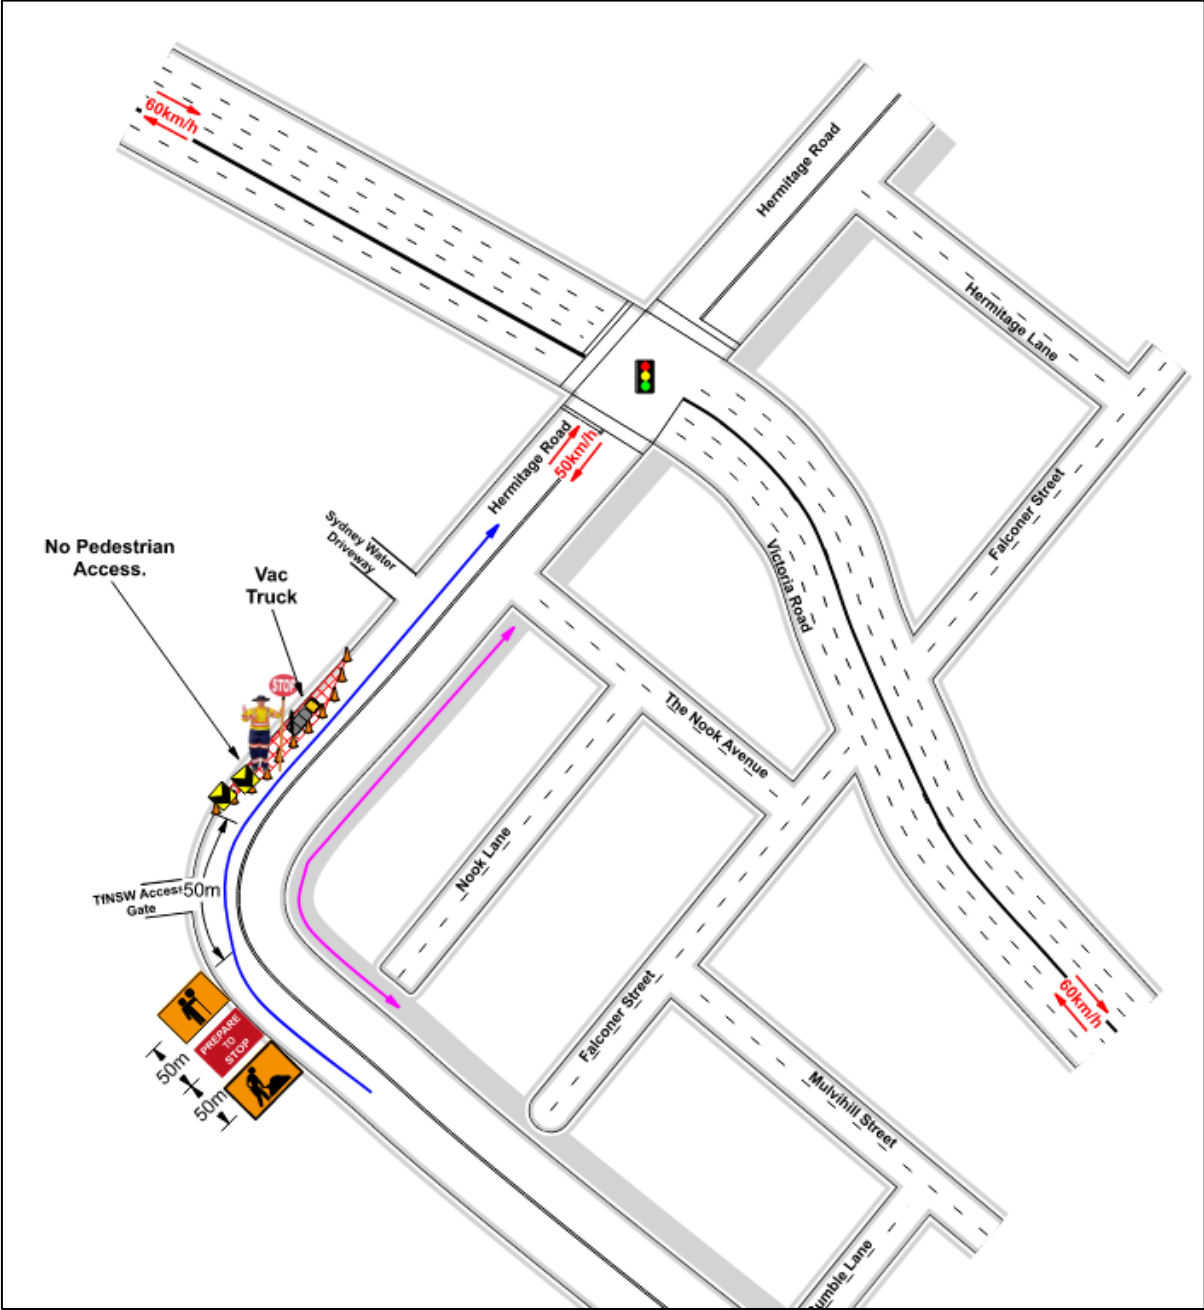 60km/h
Hermitage Road
Hermitage Lane
Hermitage Road
50km/h
Falconer Street
Sydney Water
Driveway
No Pedestrian
Access.
Vac
Truck
Victoria Road
STOP
The Nook Avenue
Nook Lane
TfNSW Access
Gate
50m
PREPARE
TO
STOP
50m
50m
Falconer Street
60km/h
Mulvihill Street
umble Lane